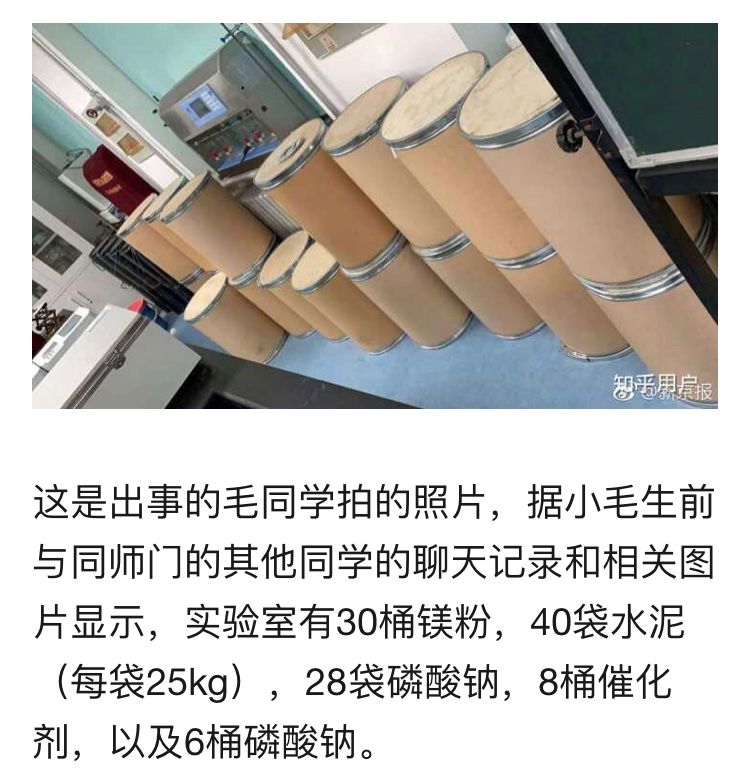 知乎用户
@新京报
这是出事的毛同学拍的照片，据小毛生前
与同师门的其他同学的聊天记录和相关图
片显示，实验室有30桶镁粉，40袋水泥
（每袋25kg），28袋磷酸钠，8桶催化
剂，以及6桶磷酸钠。